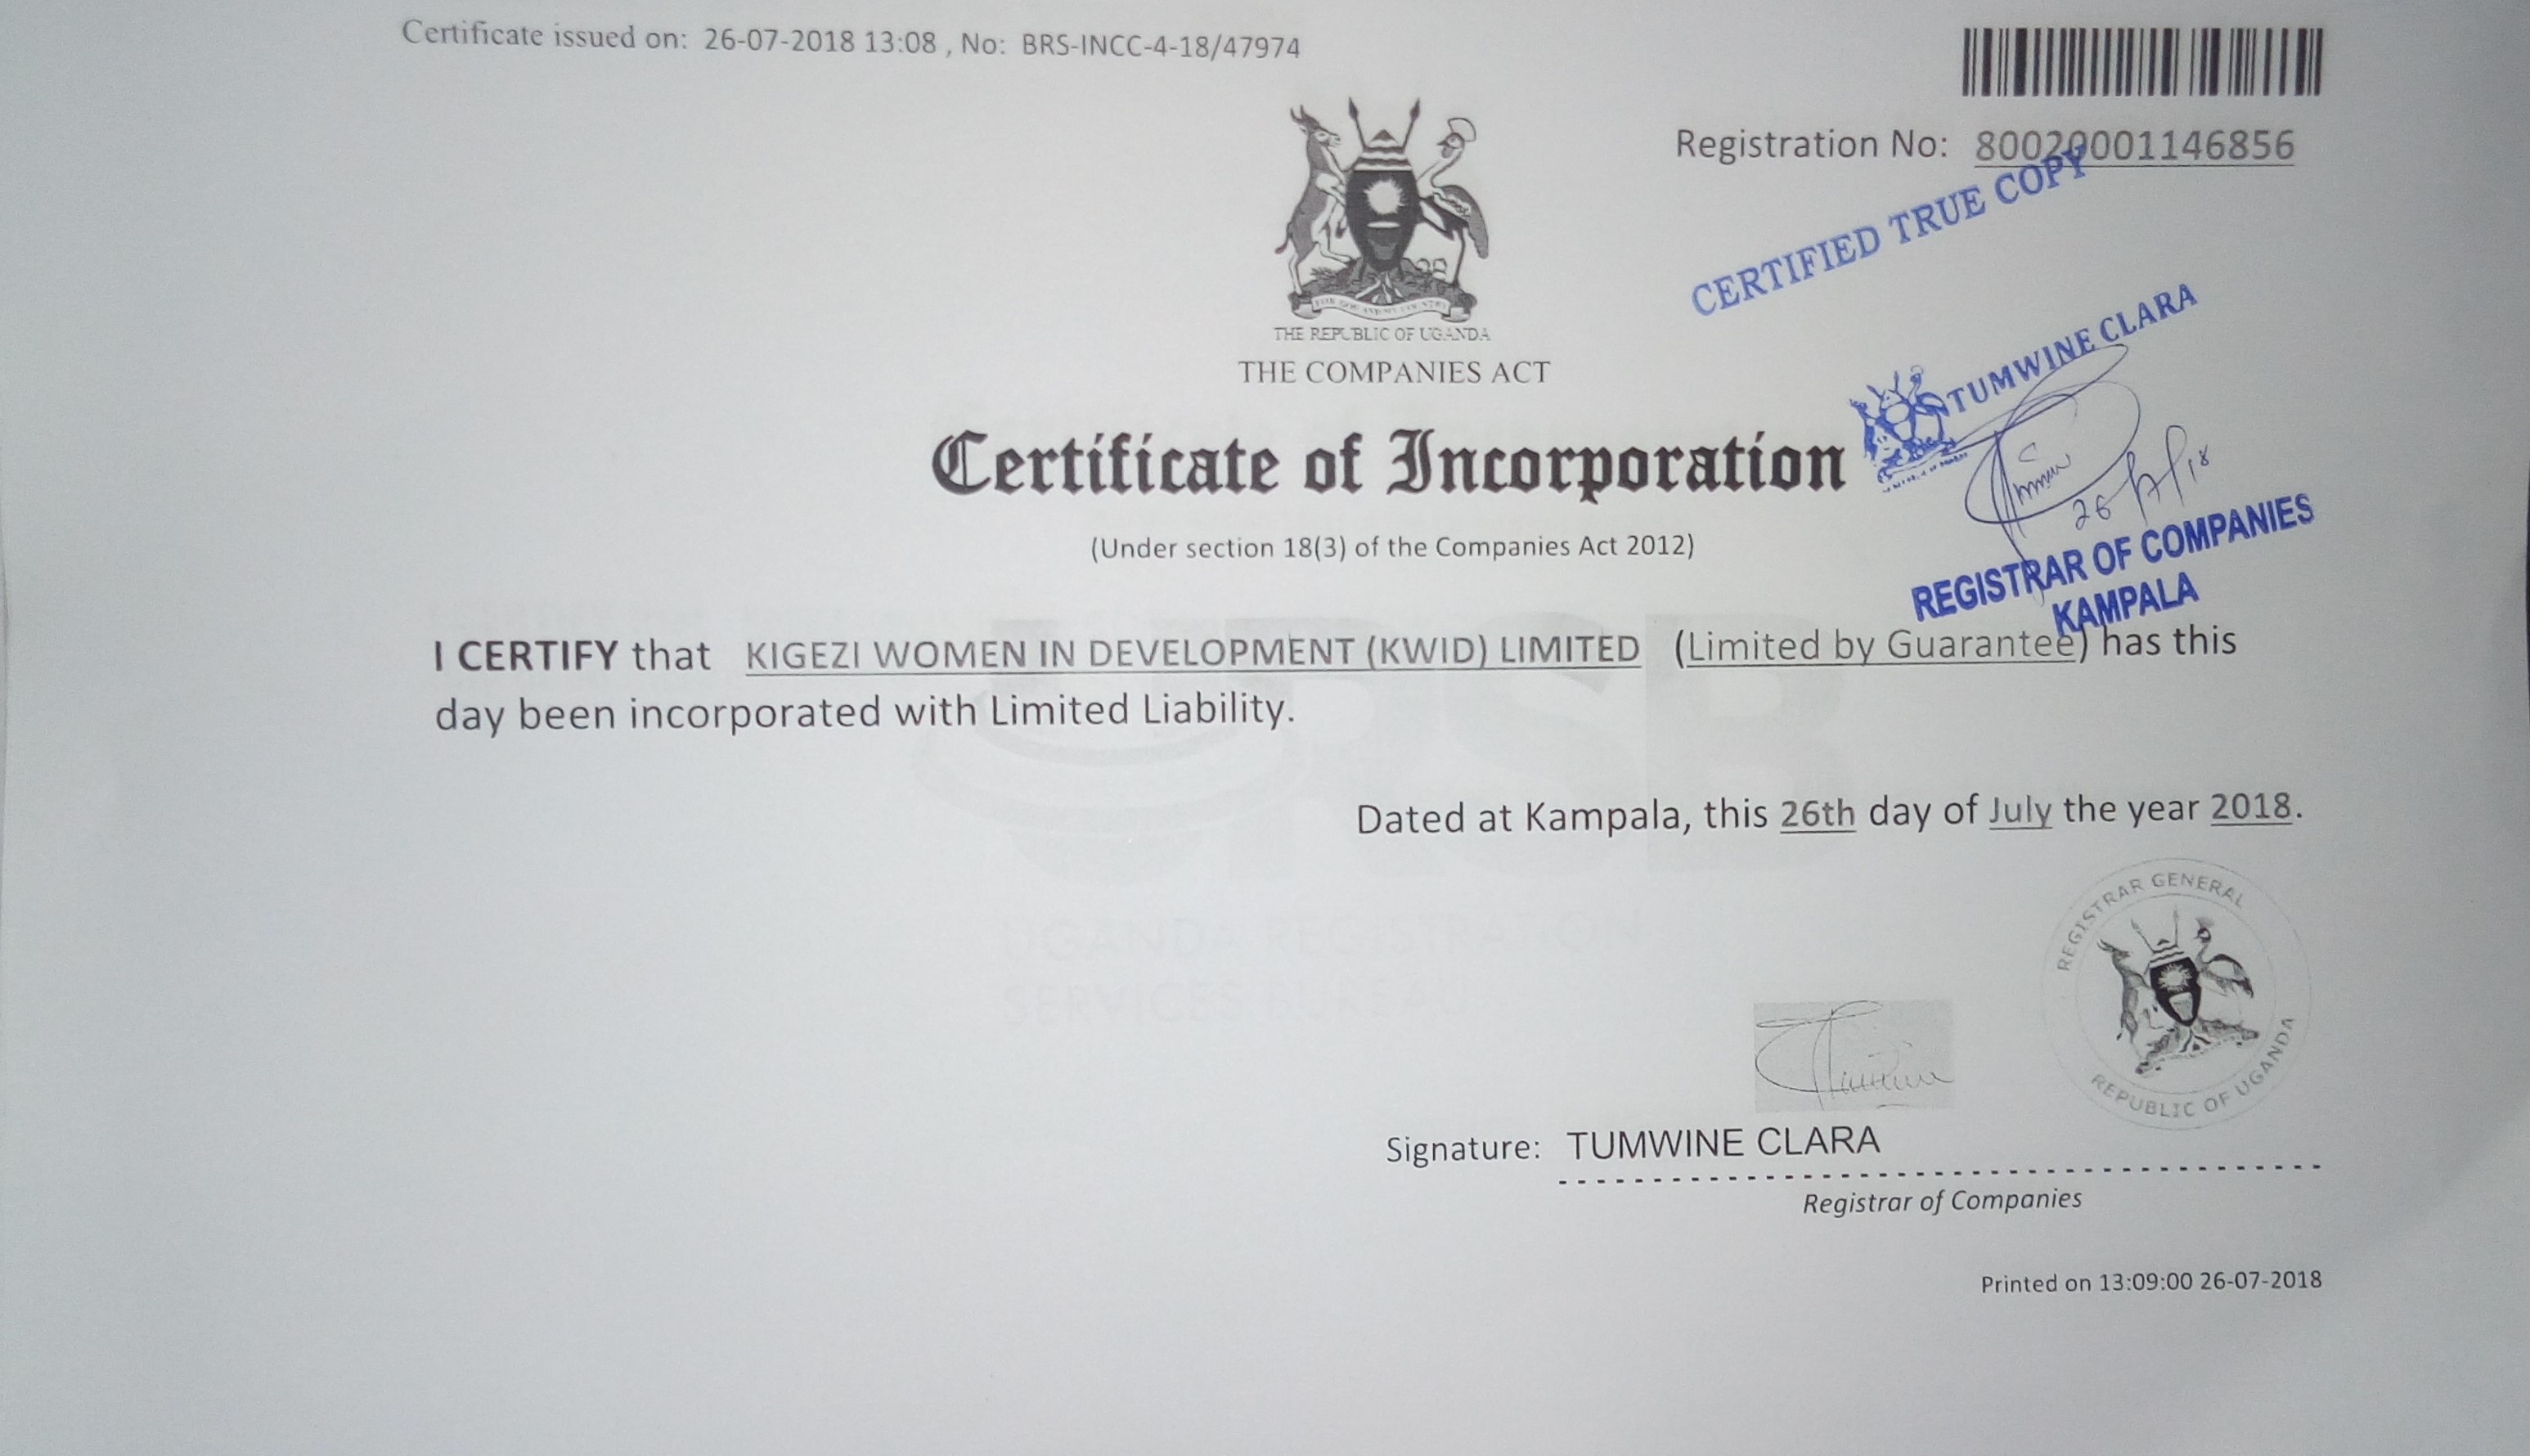 Certificate issued on: 26-07-2018 13:08 , No: BRS-INCC-4-18/47974
Registration No: 80020001146856
CERTIFIED TRUE COPY
THE REPUBLIC OF UGANDA
THE COMPANIES ACT
TUMWINE CLARA
Certificate of Incorporation
26/7/18
(Under section 18(3) of the Companies Act 2012)
REGISTRAR OF COMPANIES
KAMPALA
I CERTIFY that KIGEZI WOMEN IN DEVELOPMENT (KWID) LIMITED (Limited by Guarantee) has this
day been incorporated with Limited Liability.
URSB
Dated at Kampala, this 26th day of July the year 2018.
UGANDA REGISTRATION
SERVICES BUREAU
REGISTRAR GENERAL
REPUBLIC OF UGANDA
Signature: TUMWINE CLARA
Registrar of Companies
Printed on 13:09:00 26-07-2018